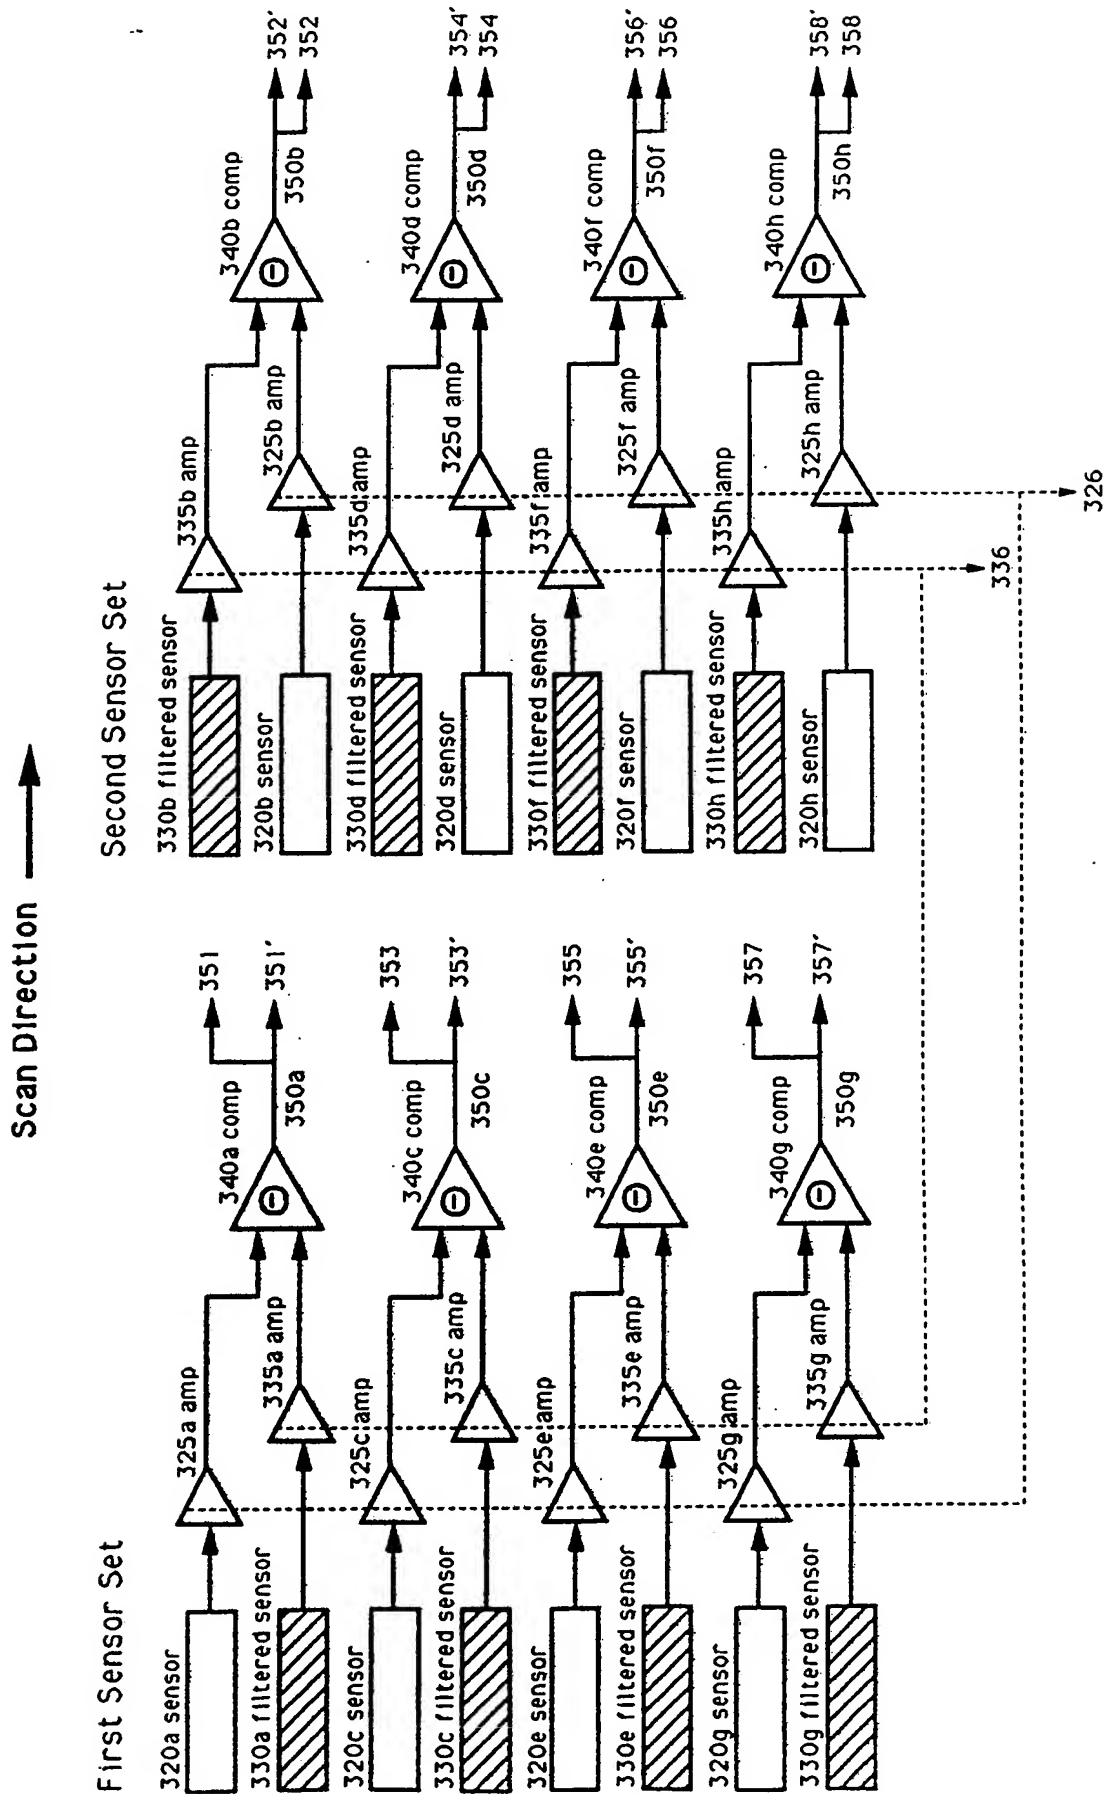 Scan Direction
First Sensor Set
320a sensor
325a amp
330a filtered sensor
335a amp
340a comp
350a
351
351'
320c sensor
325c amp
330c filtered sensor
335c amp
340c comp
350c
353
353'
320e sensor
325e amp
330e filtered sensor
335e amp
340e comp
350e
355
355'
320g sensor
325g amp
330g filtered sensor
335g amp
340g comp
350g
357
357'
Second Sensor Set
330b filtered sensor
335b amp
320b sensor
325b amp
340b comp
350b
352'
352
330d filtered sensor
335d amp
320d sensor
325d amp
340d comp
350d
354'
354
330f filtered sensor
335f amp
320f sensor
325f amp
340f comp
350f
356'
356
330h filtered sensor
335h amp
320h sensor
325h amp
340h comp
350h
358'
358
336
326